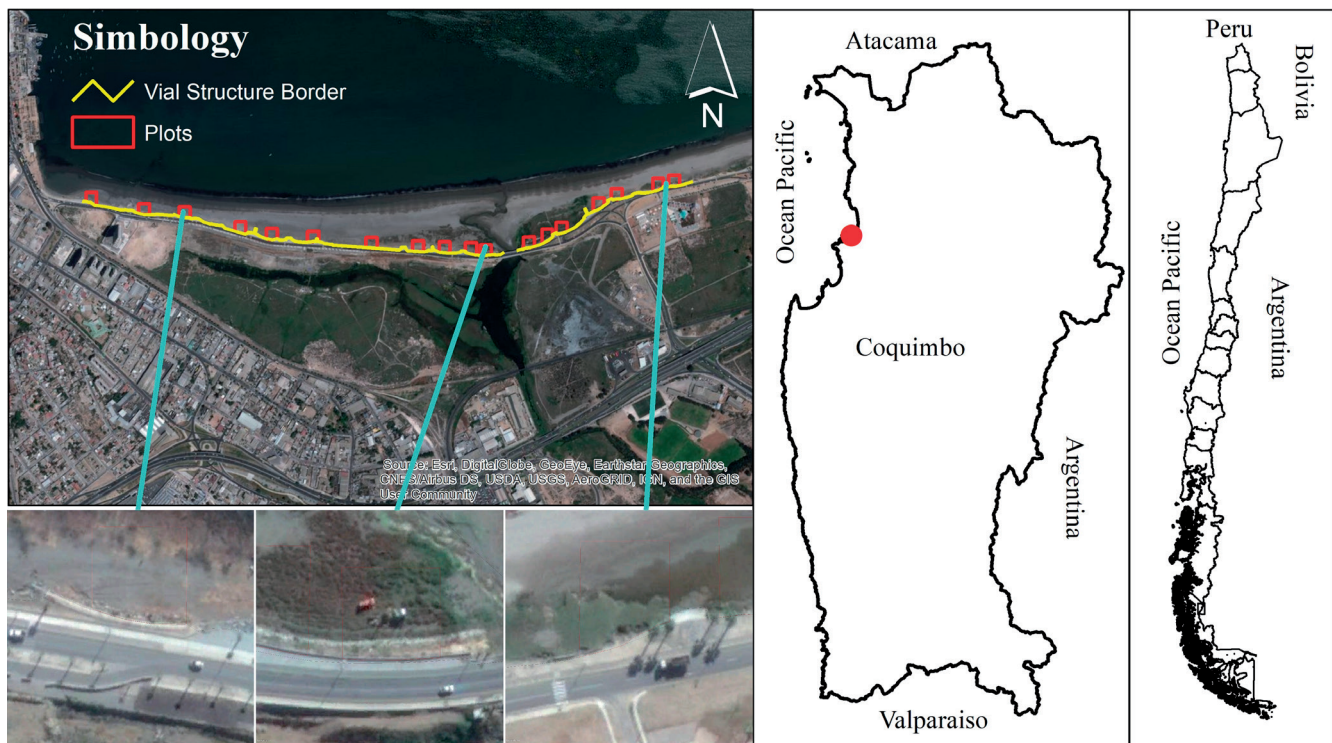 Simbology
Vial Structure Border
Plots
N
Source: Esri, DigitalGlobe, GeoEye, Earthstar Geographics,
CNES/Airbus DS, USDA, USGS, AeroGRID, IGN, and the GIS
User Community
Atacama
Ocean Pacific
Coquimbo
Argentina
Valparaiso
Peru
Bolivia
Ocean Pacific
Argentina